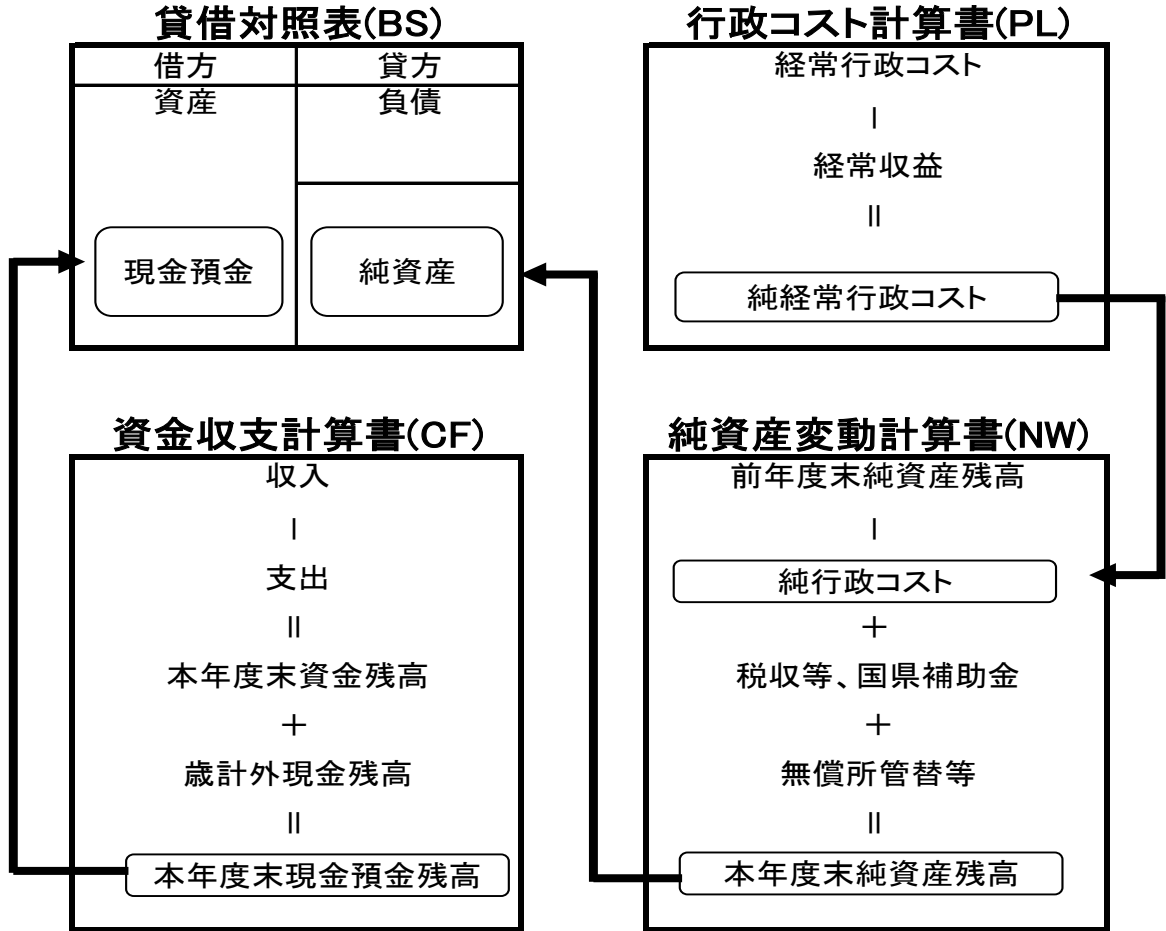 貸借対照表(BS)
借方 貸方
資産 負債
現金預金 純資産
行政コスト計算書(PL)
経常行政コスト
－
経常収益
＝
純経常行政コスト
資金収支計算書(CF)
収入
－
支出
＝
本年度末資金残高
＋
歳計外現金残高
＝
本年度末現金預金残高
純資産変動計算書(NW)
前年度末純資産残高
－
純行政コスト
＋
税収等、国県補助金
＋
無償所管替等
＝
本年度末純資産残高